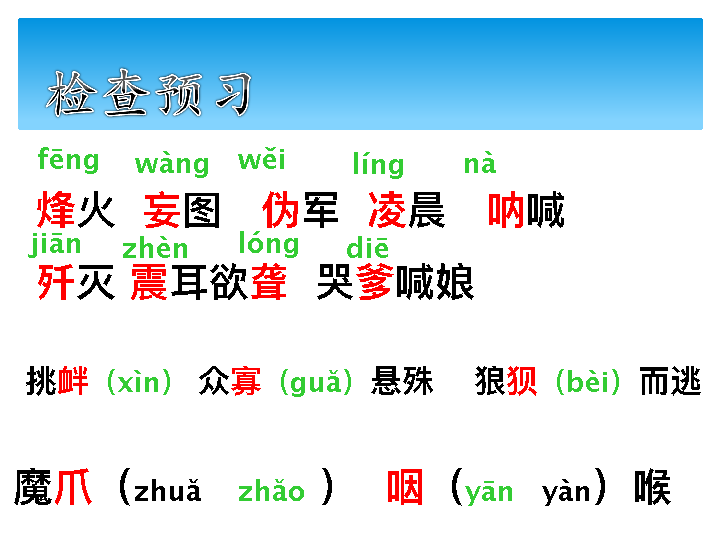 检查预习
fēng wàng wěi líng nà
烽火 妄图 伪军 凌晨 呐喊
jiān zhèn lóng diē
歼灭 震耳欲聋 哭爹喊娘
挑衅（xìn） 众寡（guǎ）悬殊 狼狈（bèi）而逃
魔爪（zhuǎ zhǎo ） 咽（yān yàn）喉